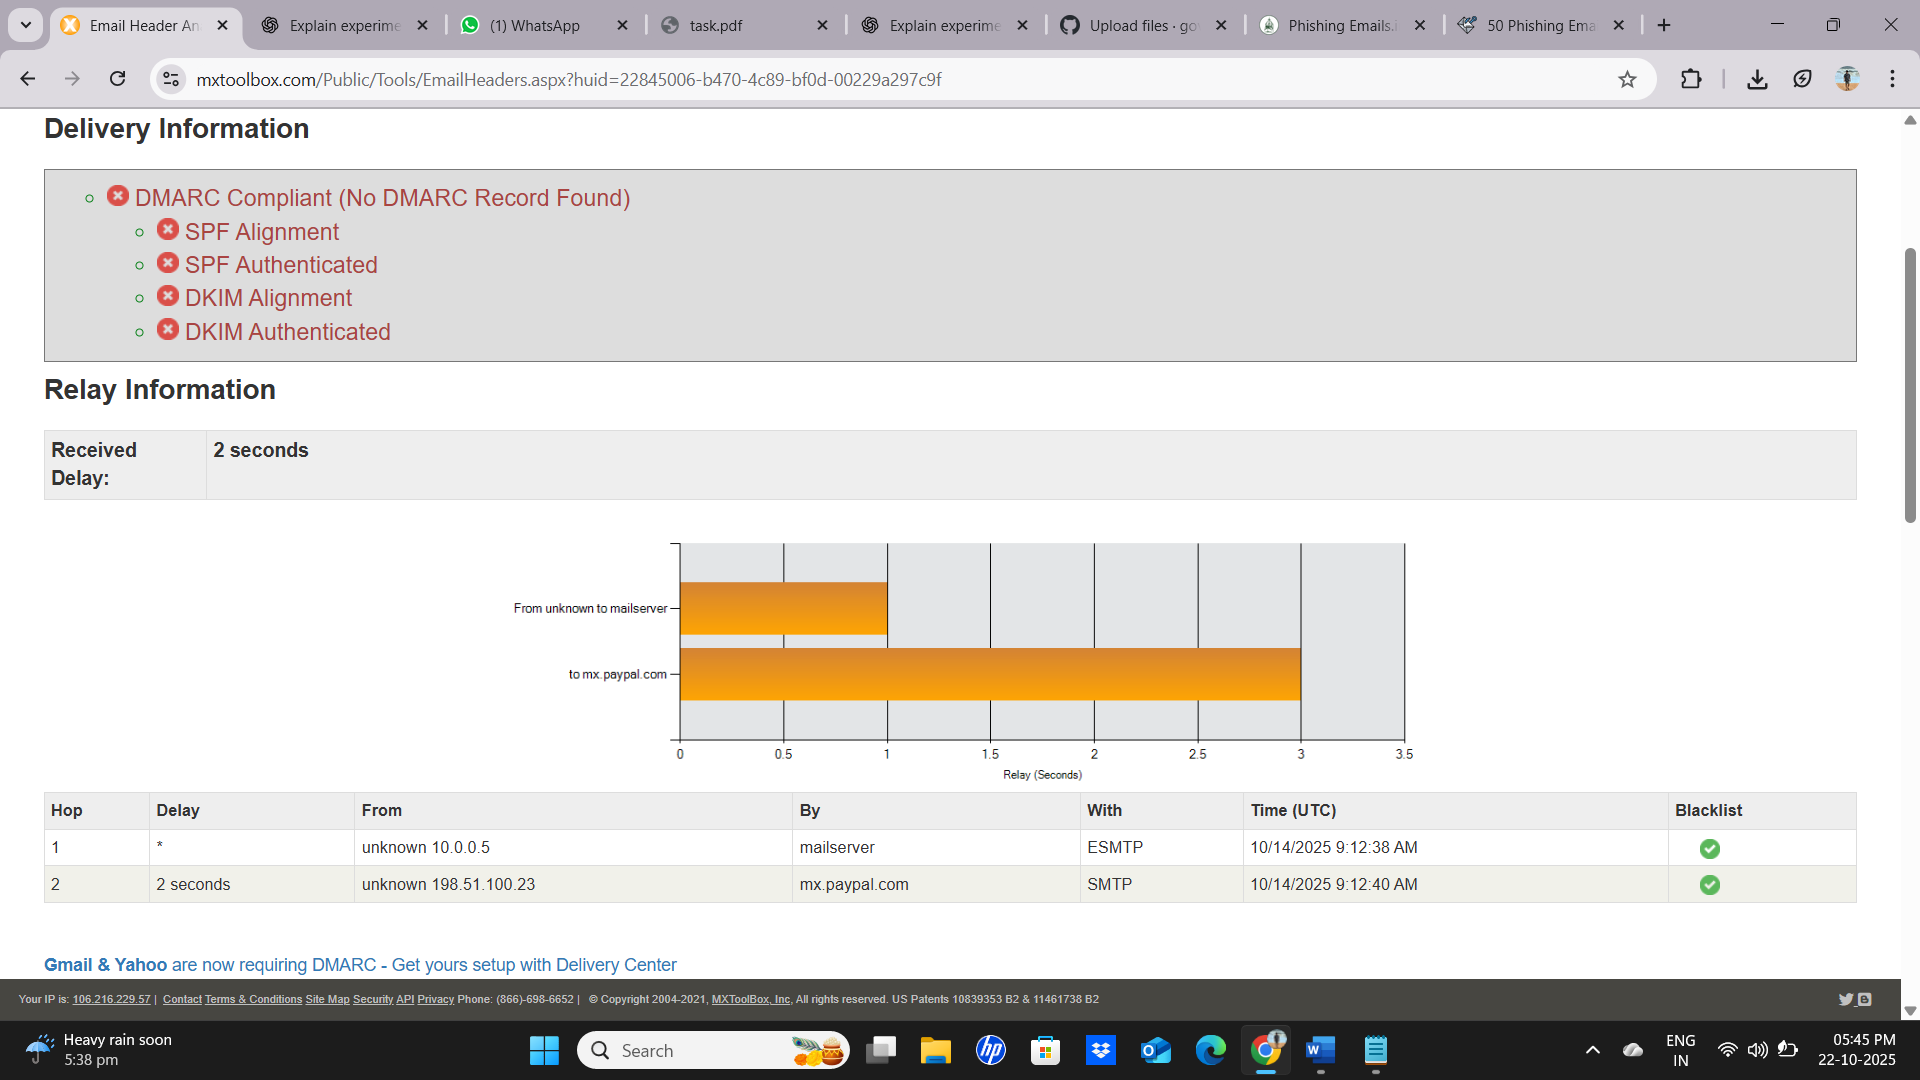 Email Header An
Explain experime
(1) WhatsApp
task.pdf
Explain experime
Upload files · go
Phishing Emails.i
50 Phishing Ema
mxtoolbox.com/Public/Tools/EmailHeaders.aspx?huid=22845006-b470-4c89-bf0d-00229a297c9f
Delivery Information
DMARC Compliant (No DMARC Record Found)
SPF Alignment
SPF Authenticated
DKIM Alignment
DKIM Authenticated
Relay Information
Received Delay: 2 seconds
From unknown to mailserver
to mx.paypal.com
0 0.5 1 1.5 2 2.5 3 3.5
Relay (Seconds)
Hop Delay From By With Time (UTC) Blacklist
1 * unknown 10.0.0.5 mailserver ESMTP 10/14/2025 9:12:38 AM
2 2 seconds unknown 198.51.100.23 mx.paypal.com SMTP 10/14/2025 9:12:40 AM
Gmail & Yahoo are now requiring DMARC - Get yours setup with Delivery Center
Your IP is: 106.216.229.57 | Contact Terms & Conditions Site Map Security API Privacy Phone: (866)-698-6652 | © Copyright 2004-2021, MXToolBox, Inc, All rights reserved. US Patents 10839353 B2 & 11461738 B2
Heavy rain soon
5:38 pm
Search
ENG
IN
05:45 PM
22-10-2025